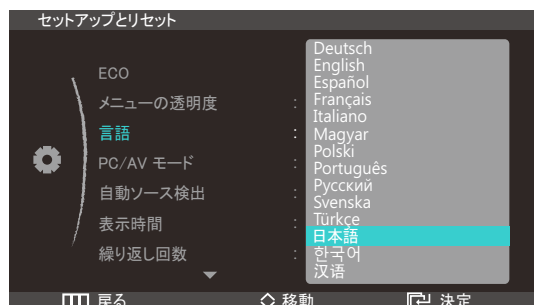 セットアップとリセット
ECO
メニューの透明度 :
言語 :
PC/AV モード :
自動ソース検出 :
表示時間 :
繰り返し回数 :
Deutsch
English
Español
Français
Italiano
Magyar
Polski
Português
Русский
Svenska
Türkçe
日本語
한국어
汉语
戻る 移動 決定